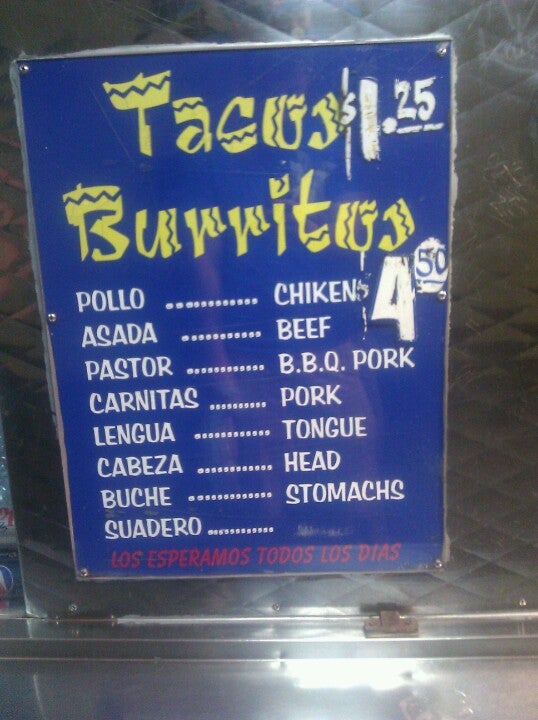 Tacos $1.25
Burritos
$4 50
POLLO ............. CHIKEN
ASADA ............ BEEF
PASTOR ............ B.B.Q. PORK
CARNITAS ......... PORK
LENGUA ............ TONGUE
CABEZA ............ HEAD
BUCHE ............. STOMACHS
SUADERO ...........
LOS ESPERAMOS TODOS LOS DIAS